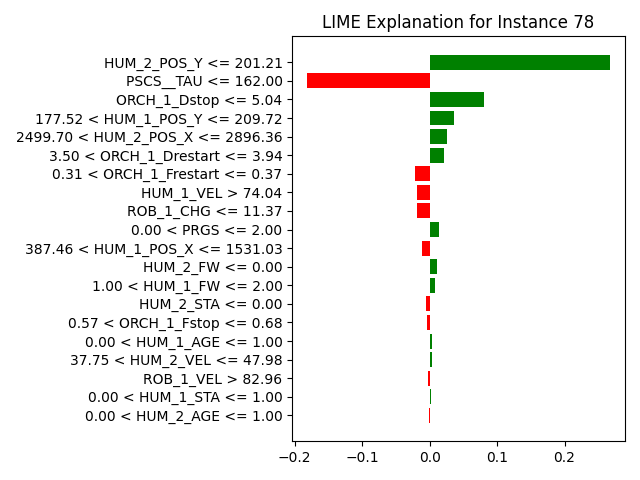 LIME Explanation for Instance 78
HUM_2_POS_Y <= 201.21
PSCS__TAU <= 162.00
ORCH_1_Dstop <= 5.04
177.52 < HUM_1_POS_Y <= 209.72
2499.70 < HUM_2_POS_X <= 2896.36
3.50 < ORCH_1_Drestart <= 3.94
0.31 < ORCH_1_Frestart <= 0.37
HUM_1_VEL > 74.04
ROB_1_CHG <= 11.37
0.00 < PRGS <= 2.00
387.46 < HUM_1_POS_X <= 1531.03
HUM_2_FW <= 0.00
1.00 < HUM_1_FW <= 2.00
HUM_2_STA <= 0.00
0.57 < ORCH_1_Fstop <= 0.68
0.00 < HUM_1_AGE <= 1.00
37.75 < HUM_2_VEL <= 47.98
ROB_1_VEL > 82.96
0.00 < HUM_1_STA <= 1.00
0.00 < HUM_2_AGE <= 1.00
−0.2 −0.1 0.0 0.1 0.2